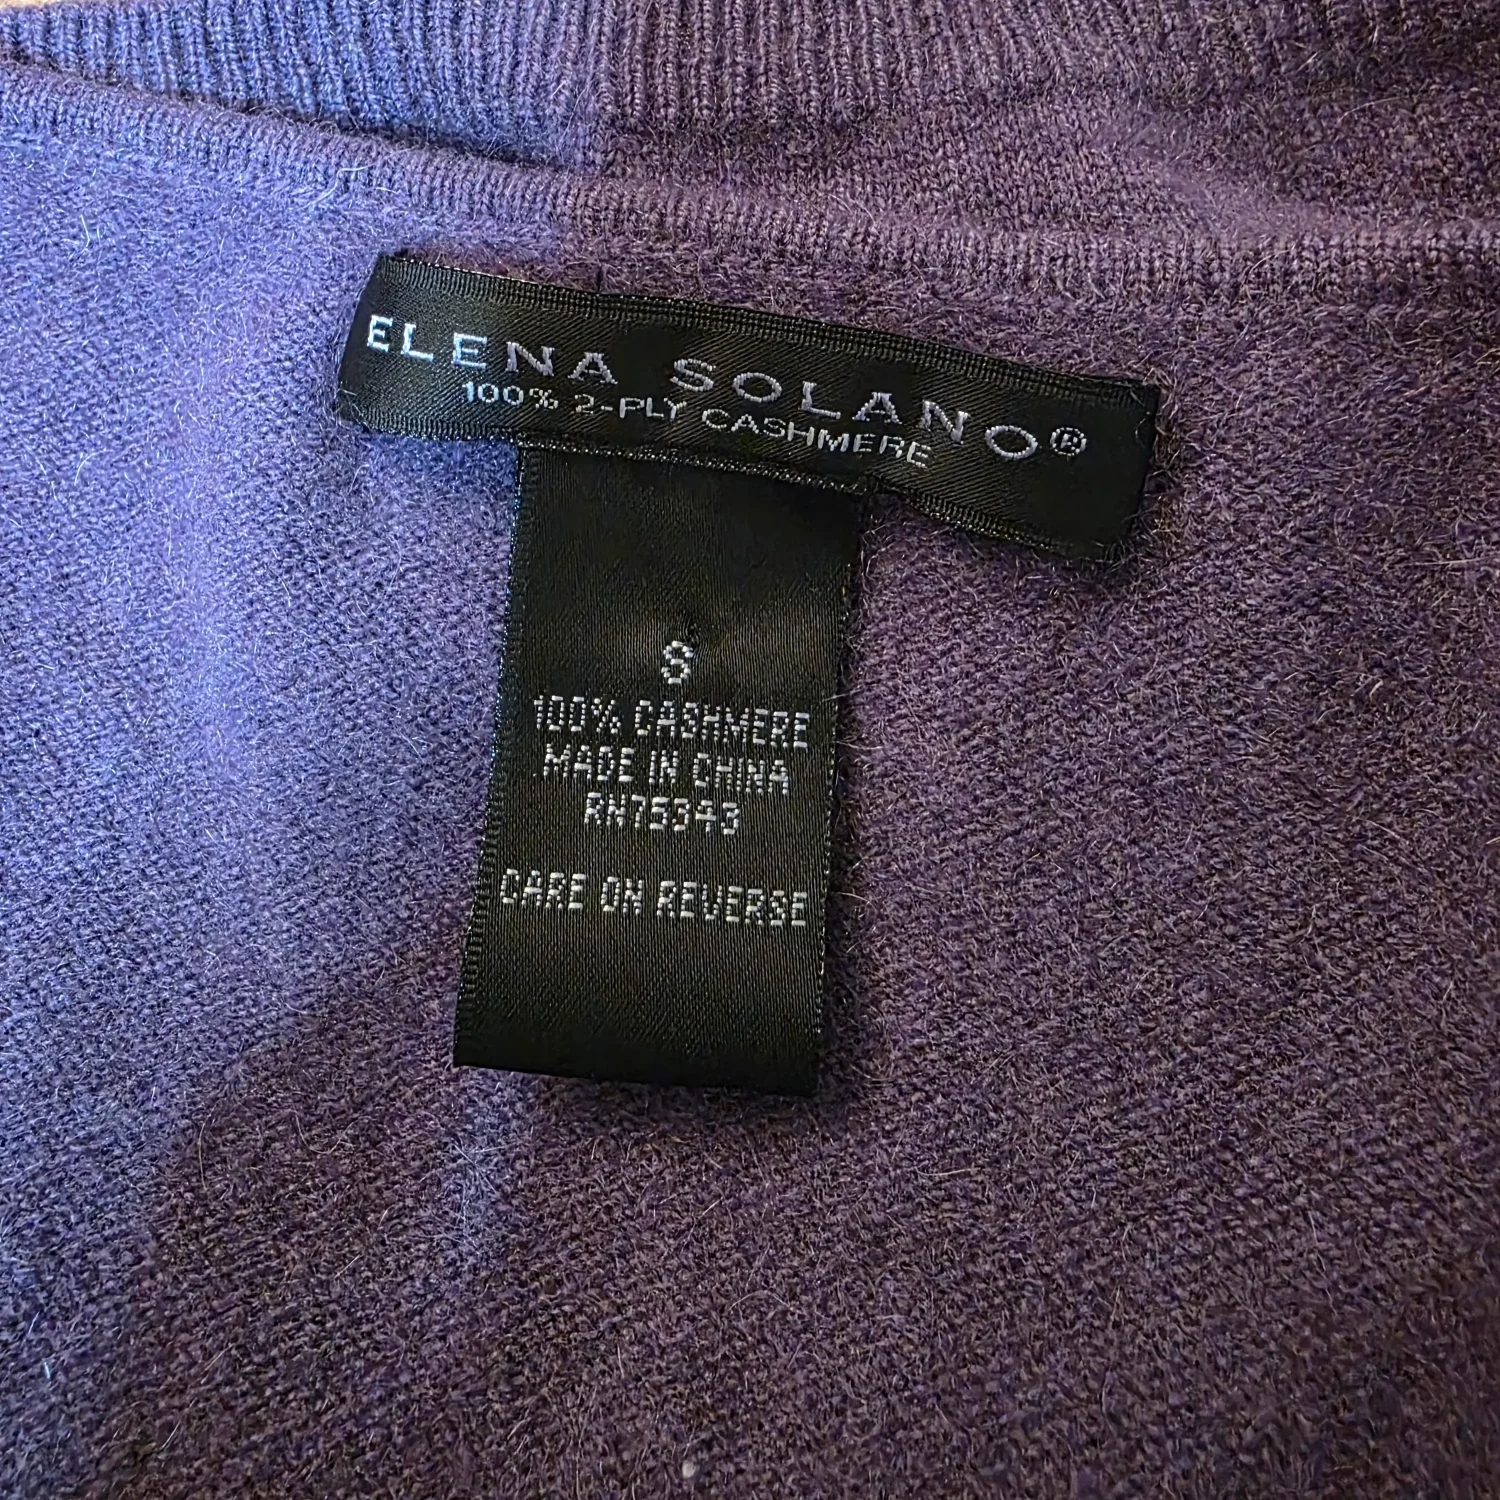 ELENA SOLANO®
100% 2-PLY CASHMERE
S
100% CASHMERE
MADE IN CHINA
RN75343
CARE ON REVERSE